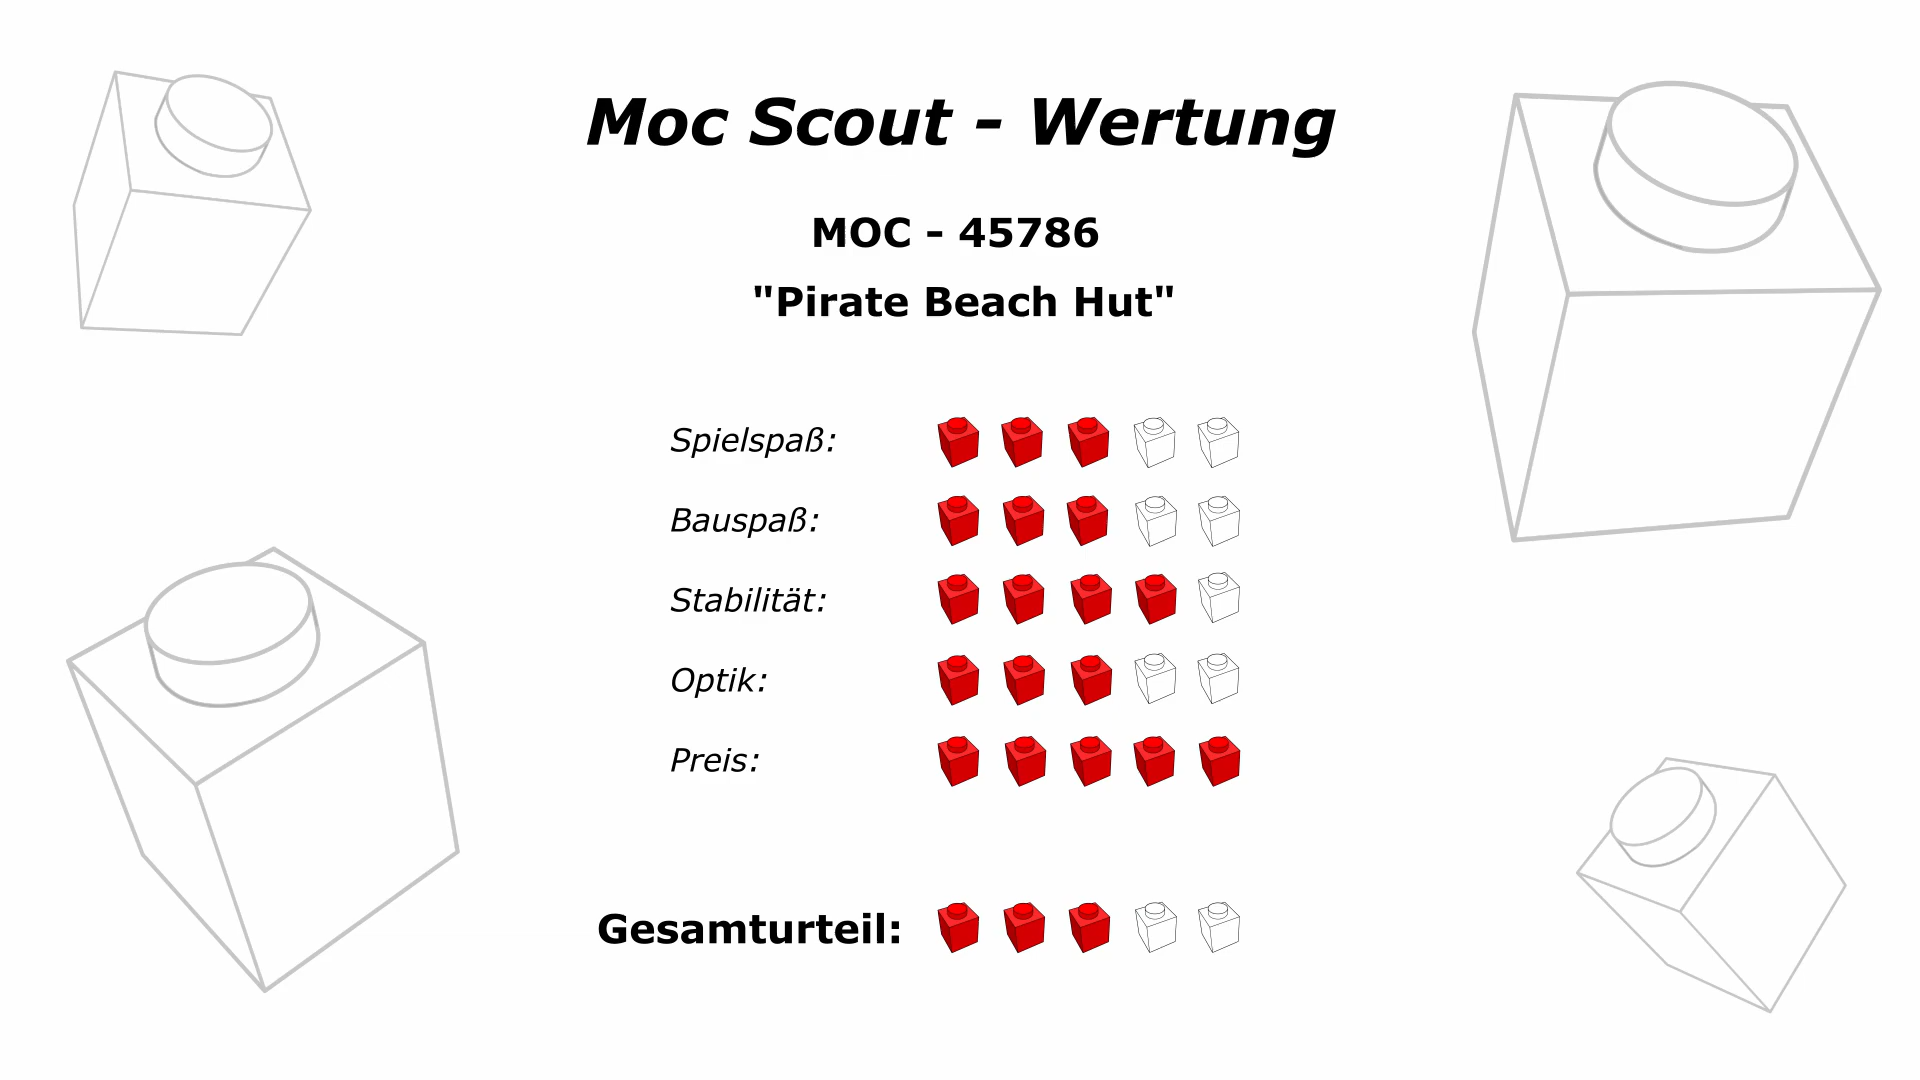 Moc Scout – Wertung
MOC – 45786
"Pirate Beach Hut"
Spielspaß:
Bauspaß:
Stabilität:
Optik:
Preis:
Gesamturteil: